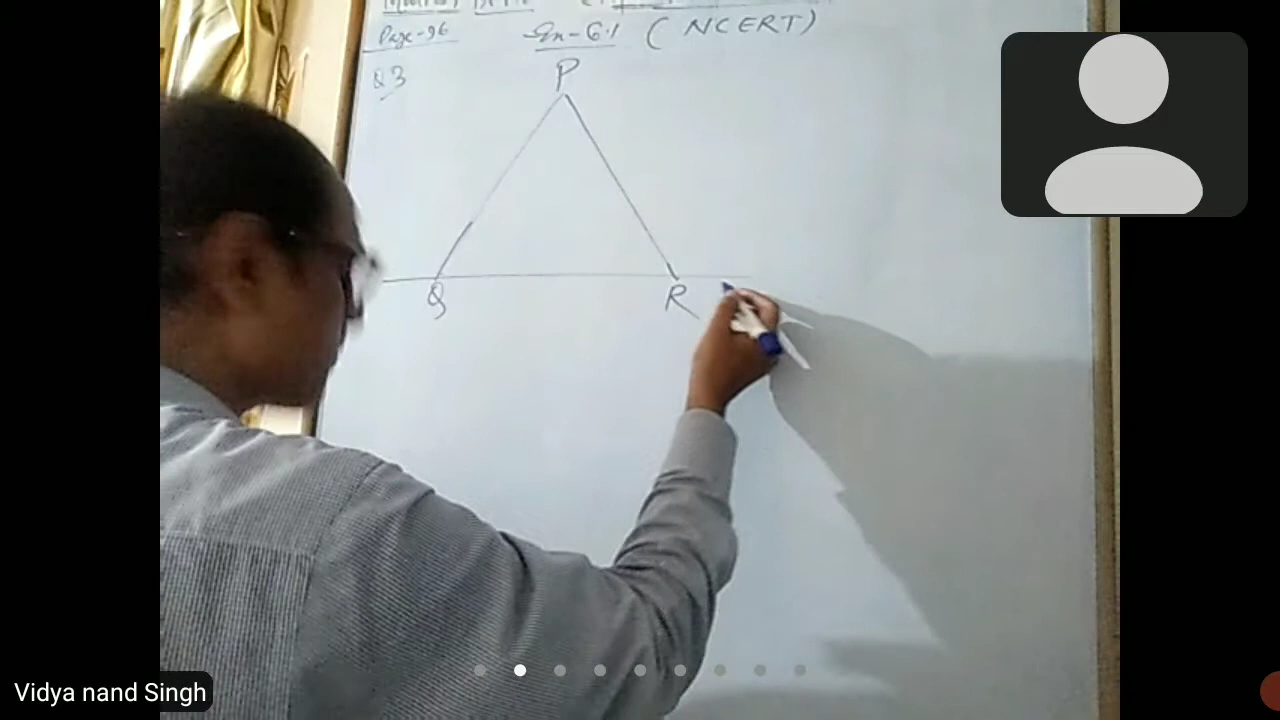 Page-96 Ex-6.1 (NCERT)
Q3
P
Q R
Vidya nand Singh